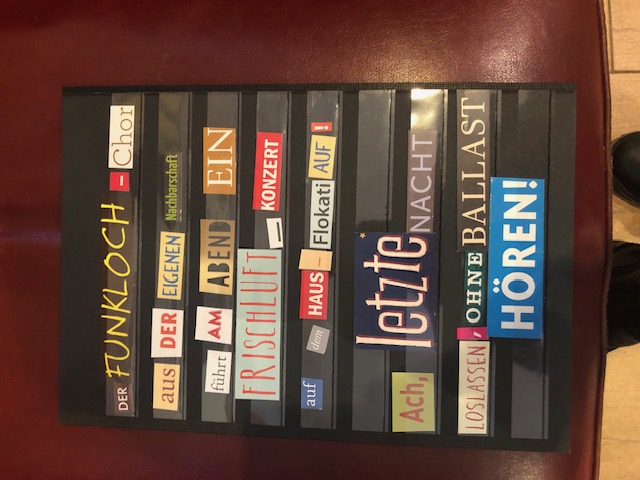 DER FUNKLOCH - Chor
aus DER EIGENEN Nachbarschaft
führt AM ABEND EIN
FRISCHLUFT - KONZERT
auf dem HAUS - Flokati AUF!
Ach, letzte NACHT
LOSLASSEN, OHNE BALLAST
HÖREN!